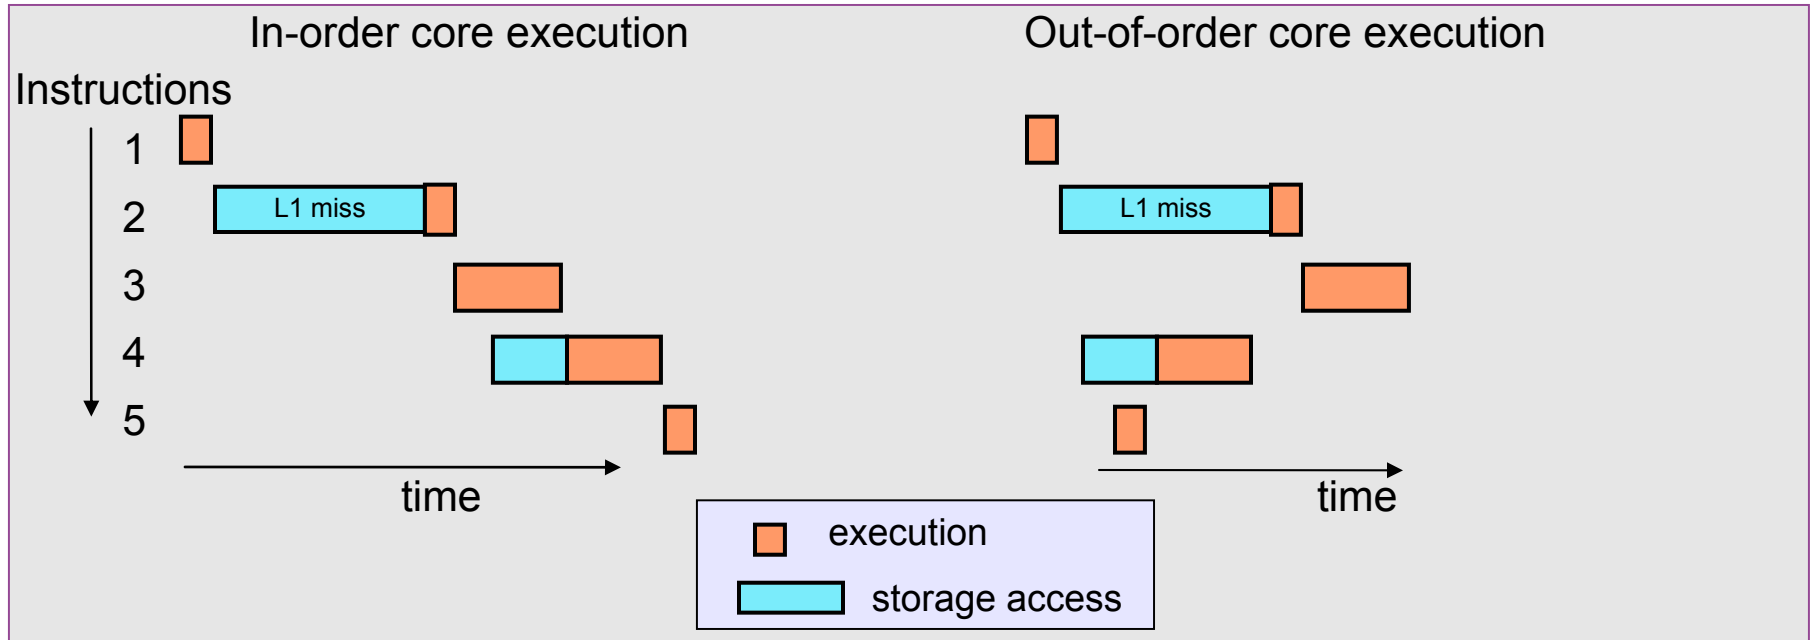 In-order core execution
Out-of-order core execution
Instructions
1
2
3
4
5
L1 miss
L1 miss
time
time
execution
storage access